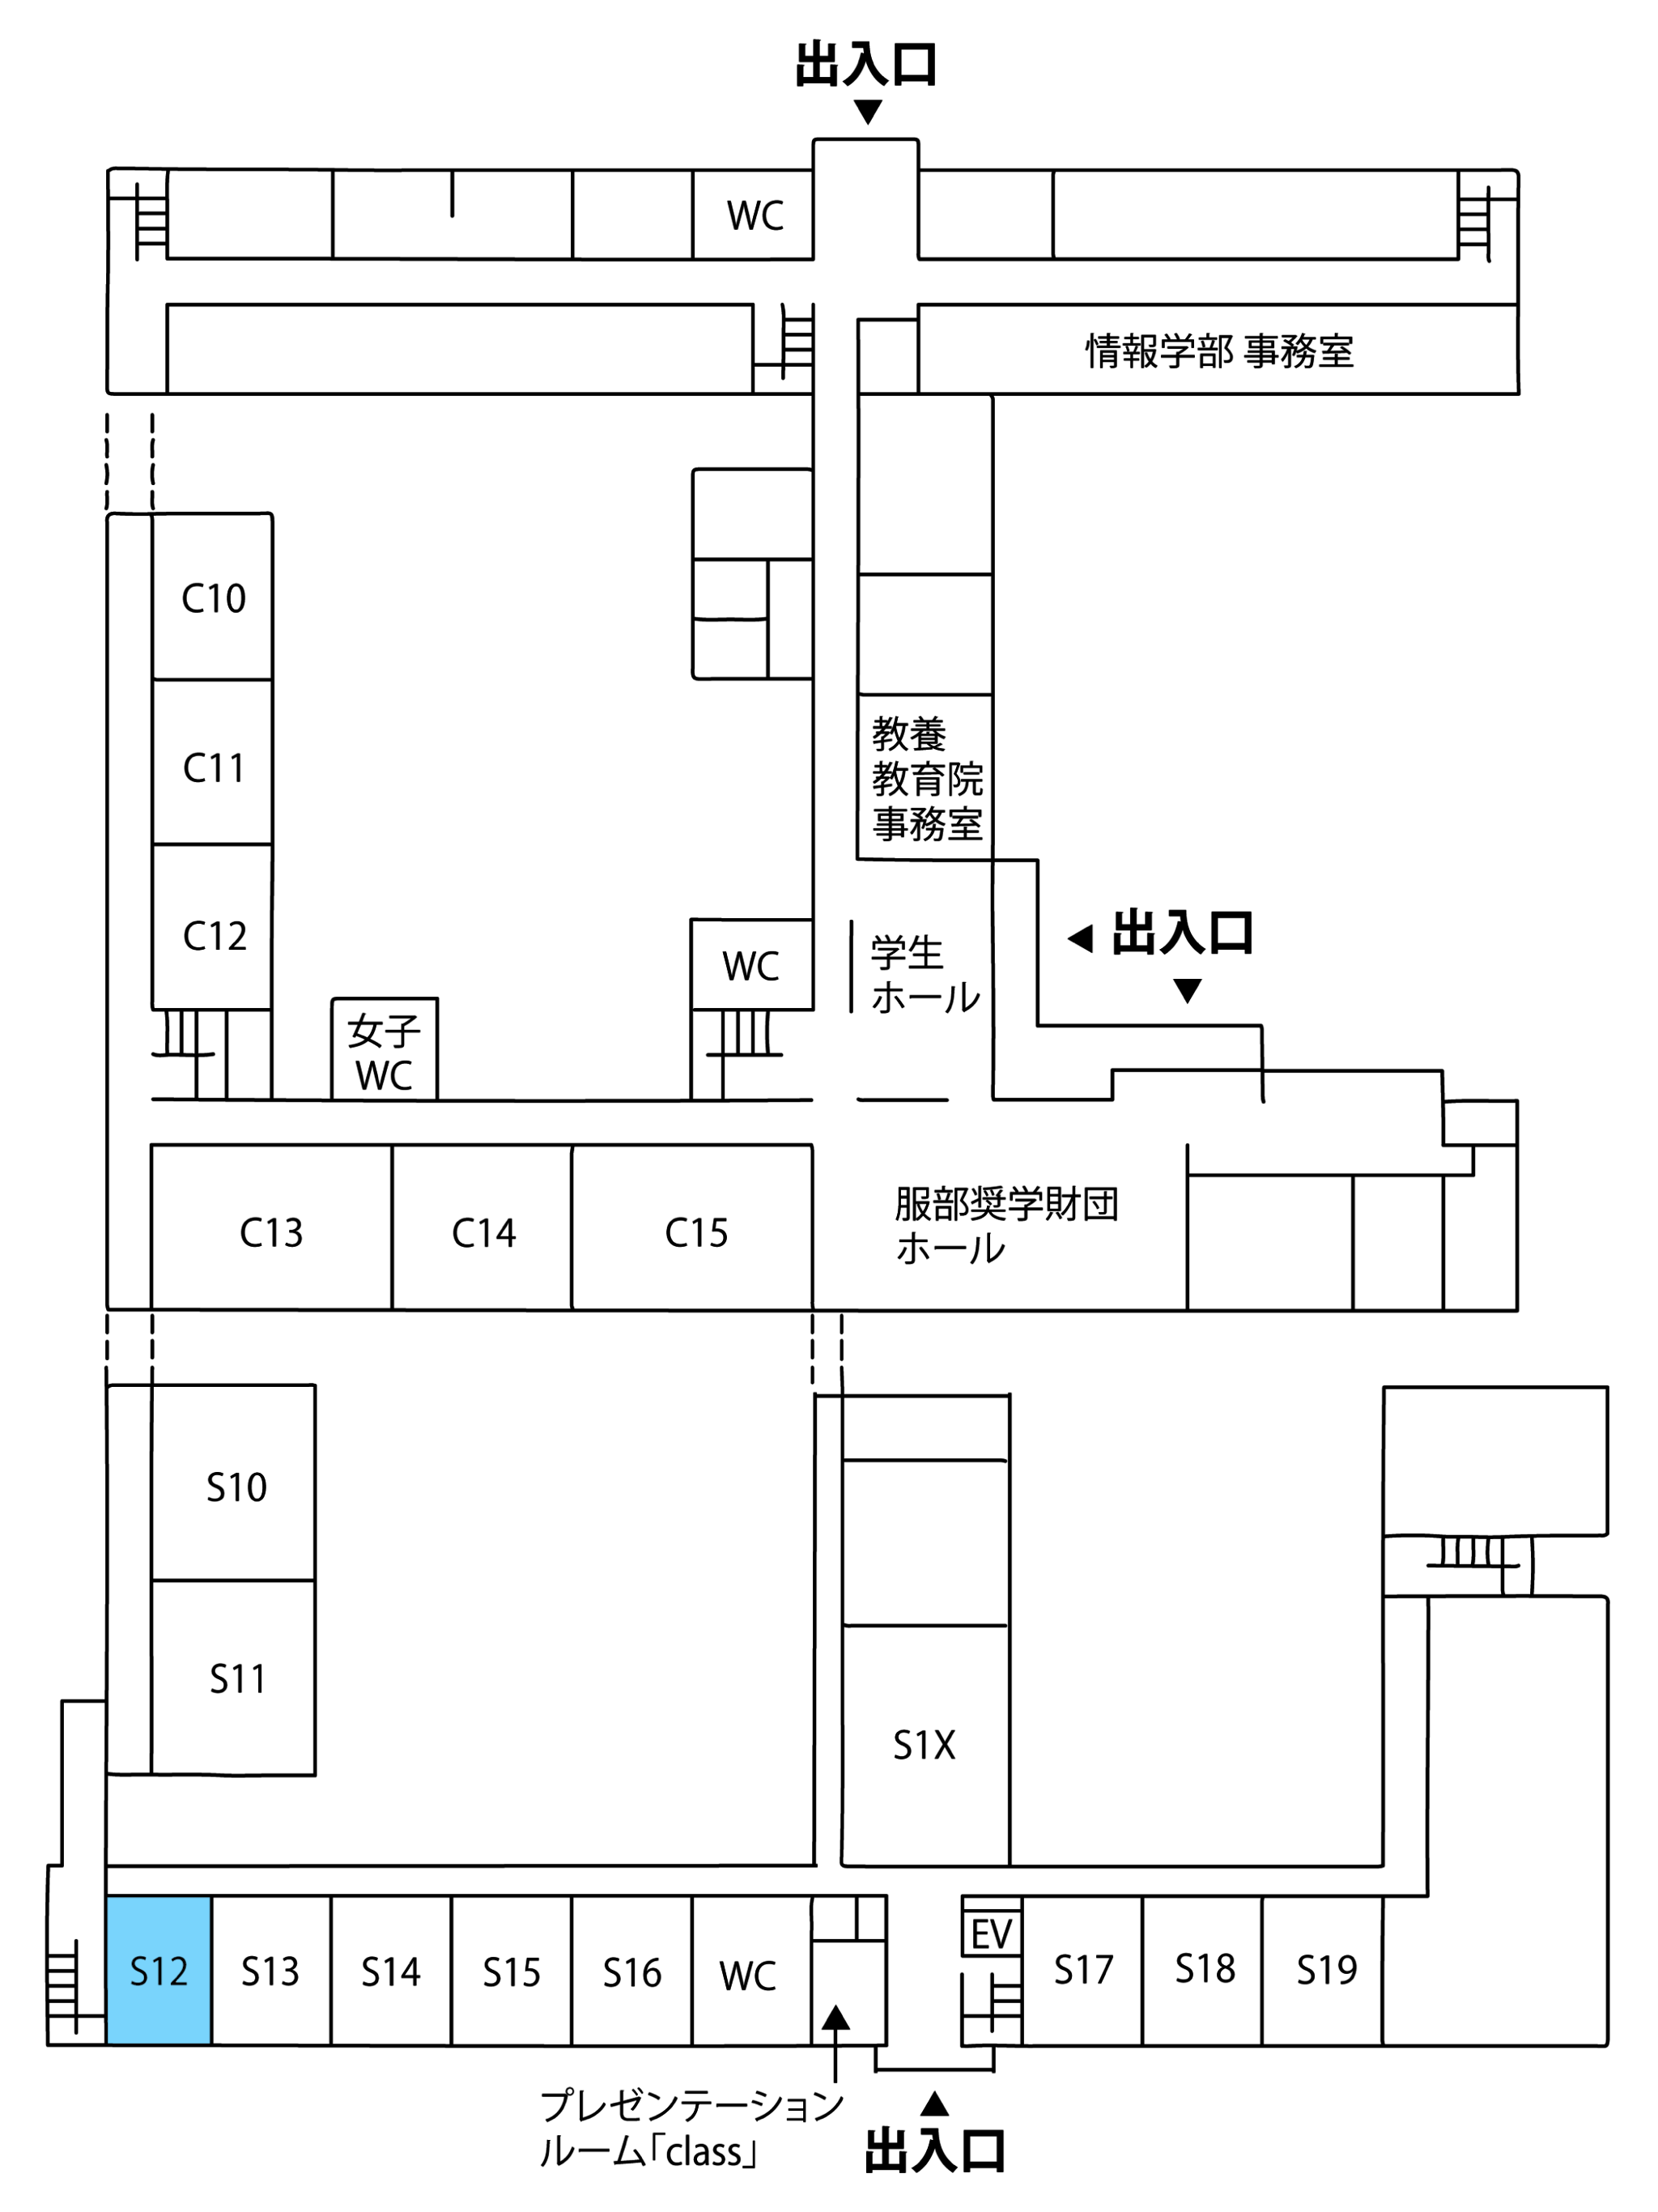 出入口
WC
情報学部 事務室
C10
C11
C12
教養
教育院
事務室
WC
学生
ホール
出入口
女子
WC
C13
C14
C15
服部奨学財団
ホール
S10
S11
S1X
S12
S13
S14
S15
S16
WC
EV
S17
S18
S19
プレゼンテーション
ルーム「class」
出入口